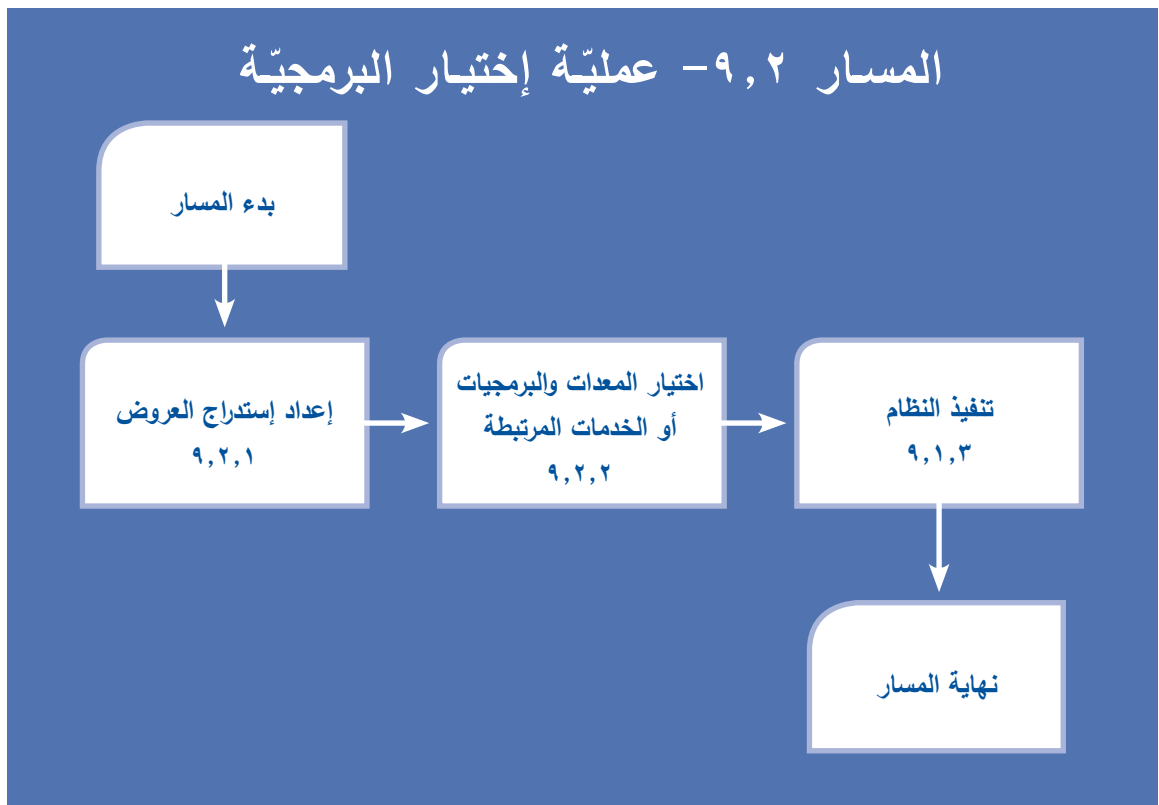 المسار ٩,٢- عمليّة إختيار البرمجيّة
بدء المسار
إعداد إستدراج العروض
٩,٢,١
اختيار المعدات والبرمجيات
أو الخدمات المرتبطة
٩,٢,٢
تنفيذ النظام
٩,١,٣
نهاية المسار